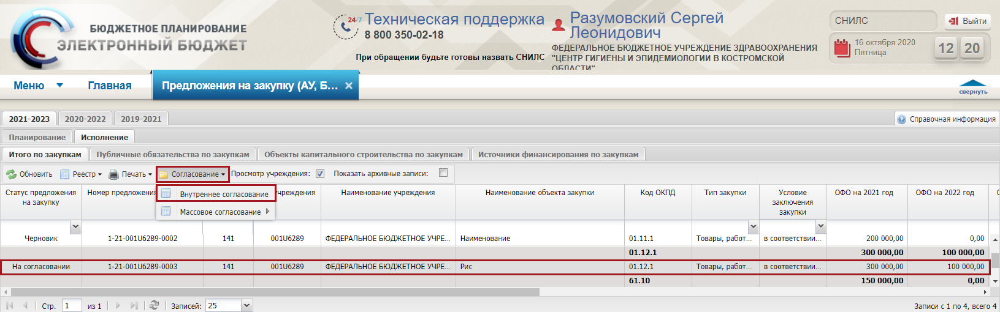 БЮДЖЕТНОЕ ПЛАНИРОВАНИЕ
ЭЛЕКТРОННЫЙ БЮДЖЕТ
24/7
Техническая поддержка
8 800 350-02-18
При обращении будьте готовы назвать СНИЛС
Разумовский Сергей
Леонидович
ФЕДЕРАЛЬНОЕ БЮДЖЕТНОЕ УЧРЕЖДЕНИЕ ЗДРАВООХРАНЕНИЯ
"ЦЕНТР ГИГИЕНЫ И ЭПИДЕМИОЛОГИИ В КОСТРОМСКОЙ
ОБЛАСТИ"
СНИЛС
Выйти
16 октября 2020
Пятница
12 20
Меню Главная Предложения на закупку (АУ, Б...
свернуть
2021-2023 2020-2022 2019-2021
Справочная информация
Планирование Исполнение
Итого по закупкам Публичные обязательства по закупкам Объекты капитального строительства по закупкам Источники финансирования по закупкам
Обновить Реестр Печать Согласование Просмотр учреждения: Показать архивные записи:
Внутреннее согласование
Массовое согласование
Статус предложения на закупку Номер предложения учреждения Наименование учреждения Наименование объекта закупки Код ОКПД Тип закупки Условие заключения закупки ОФО на 2021 год ОФО на 2022 год
Черновик 1-21-001U6289-0002 141 001U6289 ФЕДЕРАЛЬНОЕ БЮДЖЕТНОЕ УЧРЕ... Наименование 01.11.1 Товары, работ... в соответствии... 200 000,00 0,00
01.12.1 300 000,00 100 000,00
На согласовании 1-21-001U6289-0003 141 001U6289 ФЕДЕРАЛЬНОЕ БЮДЖЕТНОЕ УЧРЕ... Рис 01.12.1 Товары, работ... в соответствии... 300 000,00 100 000,00
61.10 150 000,00 0,00
Стр. 1 из 1 Записей: 25
Записи с 1 по 4, всего 4